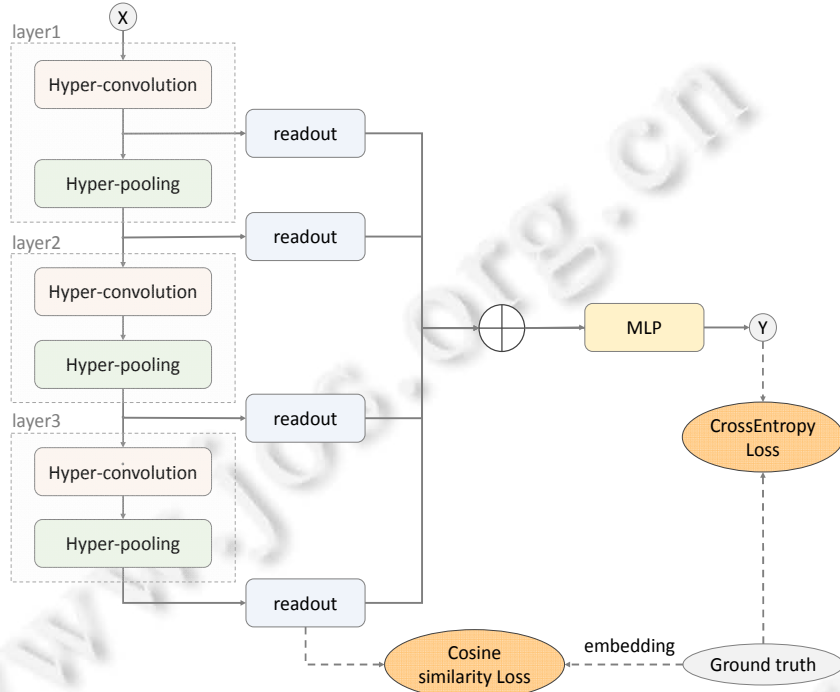 X
layer1
Hyper-convolution
readout
Hyper-pooling
readout
layer2
Hyper-convolution
Hyper-pooling
MLP
Y
readout
layer3
CrossEntropy
Loss
Hyper-convolution
Hyper-pooling
readout
Cosine
similarity Loss
embedding
Ground truth
www.jos.org.cn